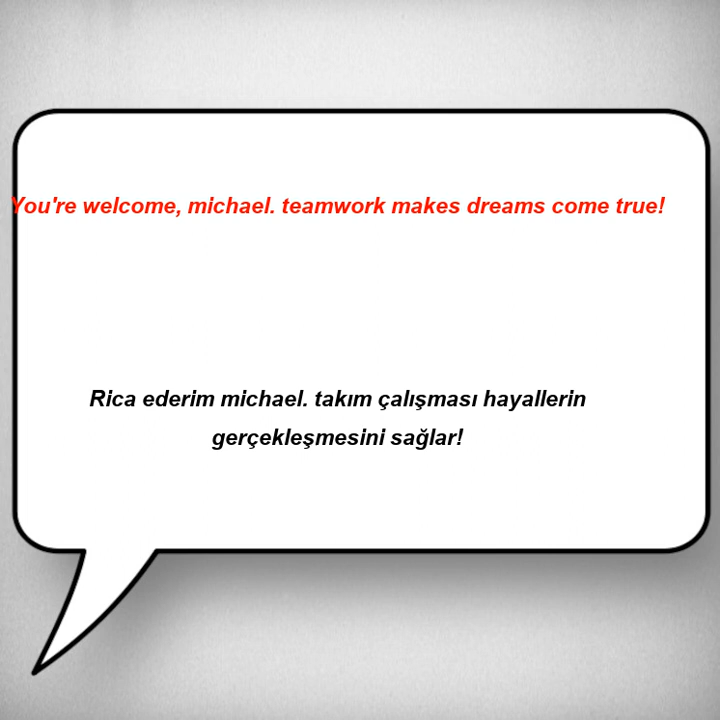 You're welcome, michael. teamwork makes dreams come true!
Rica ederim michael. takım çalışması hayallerin
gerçekleşmesini sağlar!